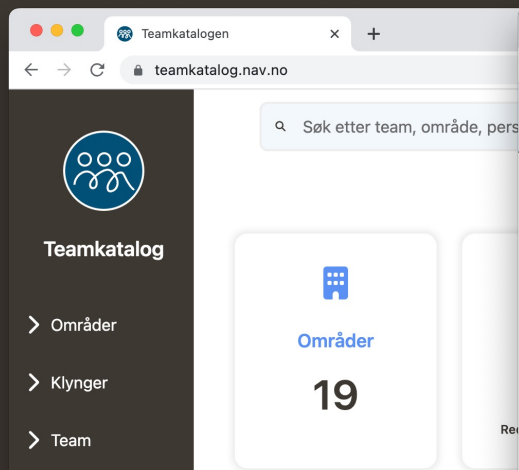 Teamkatalogen
teamkatalog.nav.no
Søk etter team, område, pers
Teamkatalog
Områder
Klynger
Team
Områder
19